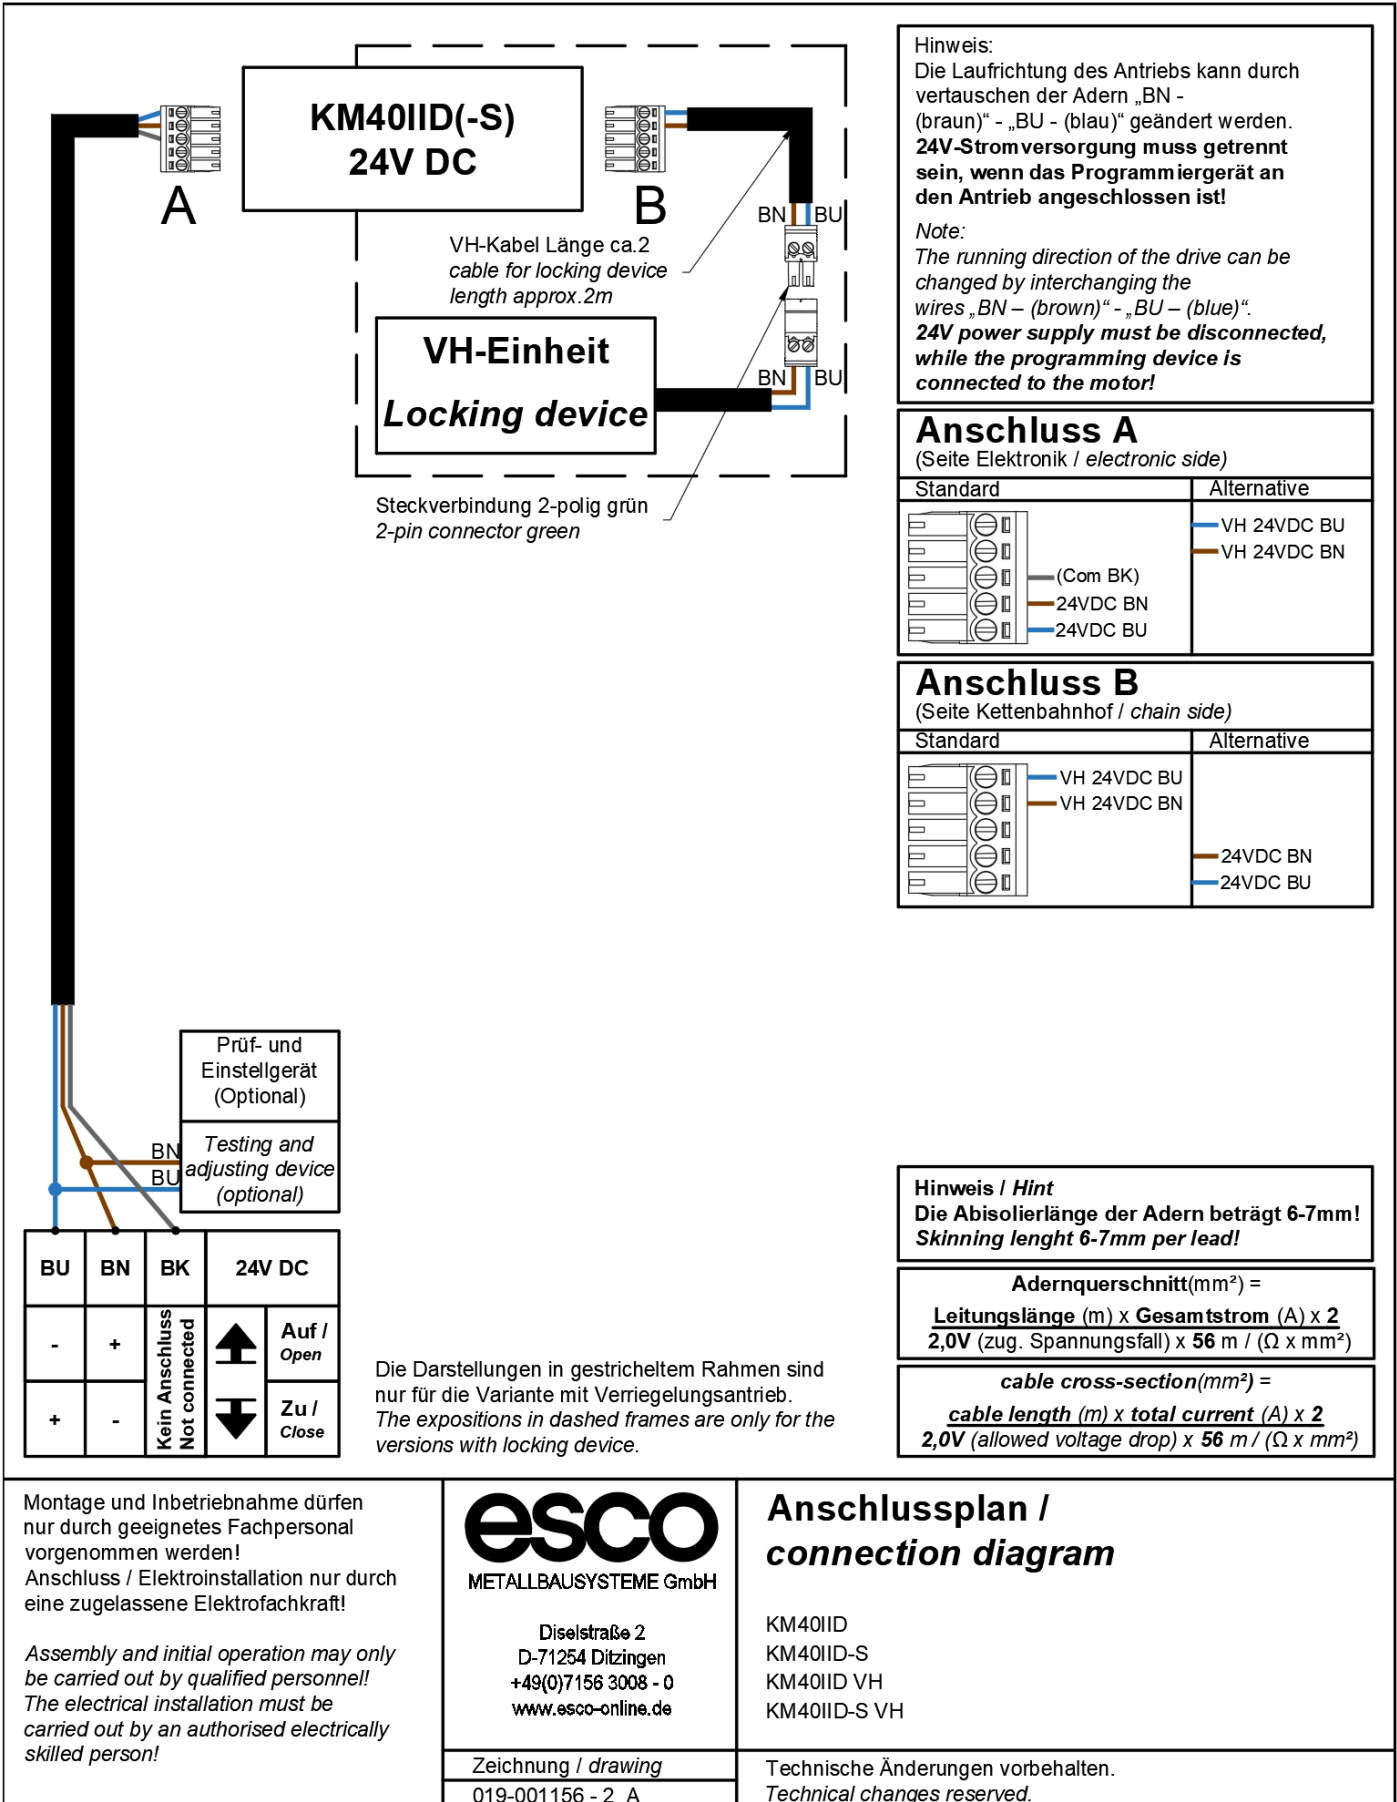 KM40IID(-S)
24V DC
A
B
BN
BU
VH-Kabel Länge ca.2
cable for locking device
length approx.2m
VH-Einheit
Locking device
BN
BU
Steckverbindung 2-polig grün
2-pin connector green
Hinweis:
Die Laufrichtung des Antriebs kann durch
vertauschen der Adern „BN -
(braun)“ - „BU - (blau)“ geändert werden.
24V-Stromversorgung muss getrennt
sein, wenn das Programmiergerät an
den Antrieb angeschlossen ist!
Note:
The running direction of the drive can be
changed by interchanging the
wires „BN – (brown)“ - „BU – (blue)“.
24V power supply must be disconnected,
while the programming device is
connected to the motor!
Anschluss A
(Seite Elektronik / electronic side)
Standard
Alternative
VH 24VDC BU
VH 24VDC BN
(Com BK)
24VDC BN
24VDC BU
Anschluss B
(Seite Kettenbahnhof / chain side)
Standard
Alternative
VH 24VDC BU
VH 24VDC BN
24VDC BN
24VDC BU
Prüf- und
Einstellgerät
(Optional)
Testing and
adjusting device
(optional)
BN
BU
BU
BN
BK
24V DC
-
+
Auf /
Open
+
-
Zu /
Close
Kein Anschluss
Not connected
Die Darstellungen in gestricheltem Rahmen sind
nur für die Variante mit Verriegelungsantrieb.
The expositions in dashed frames are only for the
versions with locking device.
Hinweis / Hint
Die Abisolierlänge der Adern beträgt 6-7mm!
Skinning lenght 6-7mm per lead!
Adernquerschnitt(mm²) =
Leitungslänge (m) x Gesamtstrom (A) x 2
2,0V (zug. Spannungsfall) x 56 m / (Ω x mm²)
cable cross-section(mm²) =
cable length (m) x total current (A) x 2
2,0V (allowed voltage drop) x 56 m / (Ω x mm²)
Montage und Inbetriebnahme dürfen
nur durch geeignetes Fachpersonal
vorgenommen werden!
Anschluss / Elektroinstallation nur durch
eine zugelassene Elektrofachkraft!
Assembly and initial operation may only
be carried out by qualified personnel!
The electrical installation must be
carried out by an authorised electrically
skilled person!
esco
METALLBAUSYSTEME GmbH
Diselstraße 2
D-71254 Ditzingen
+49(0)7156 3008 - 0
www.esco-online.de
Zeichnung / drawing
019-001156 - 2_A
Anschlussplan /
connection diagram
KM40IID
KM40IID-S
KM40IID VH
KM40IID-S VH
Technische Änderungen vorbehalten.
Technical changes reserved.